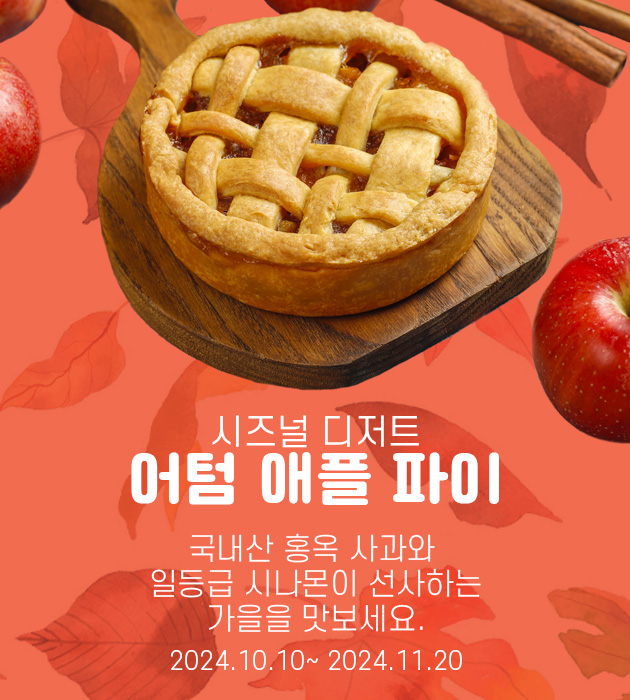 시즈널 디저트
어텀 애플 파이
국내산 홍옥 사과와
일등급 시나몬이 선사하는
가을을 맛보세요.
2024.10.10~ 2024.11.20